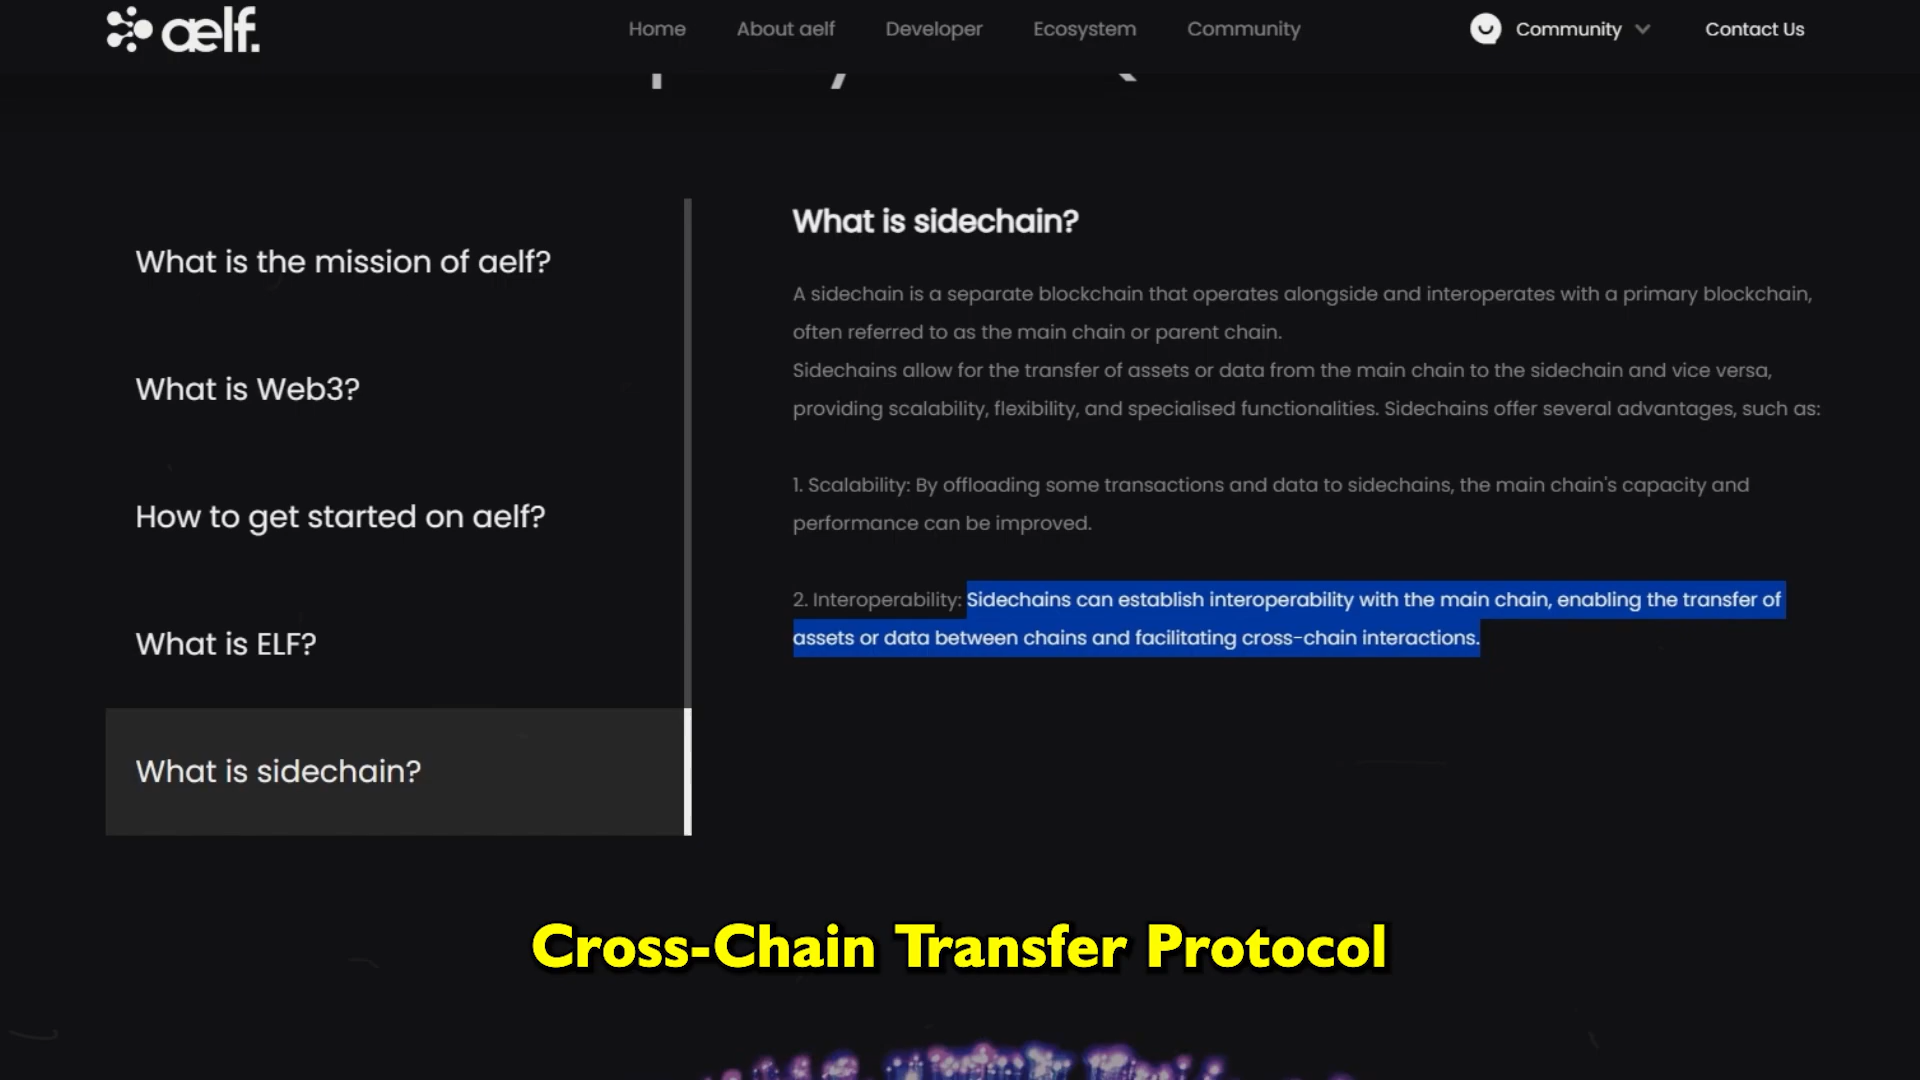 aelf.
Home
About aelf
Developer
Ecosystem
Community
Community
Contact Us
What is the mission of aelf?
What is Web3?
How to get started on aelf?
What is ELF?
What is sidechain?
What is sidechain?
A sidechain is a separate blockchain that operates alongside and interoperates with a primary blockchain,
often referred to as the main chain or parent chain.
Sidechains allow for the transfer of assets or data from the main chain to the sidechain and vice versa,
providing scalability, flexibility, and specialised functionalities. Sidechains offer several advantages, such as:
1. Scalability: By offloading some transactions and data to sidechains, the main chain's capacity and
performance can be improved.
2. Interoperability: Sidechains can establish interoperability with the main chain, enabling the transfer of
assets or data between chains and facilitating cross-chain interactions.
Cross-Chain Transfer Protocol